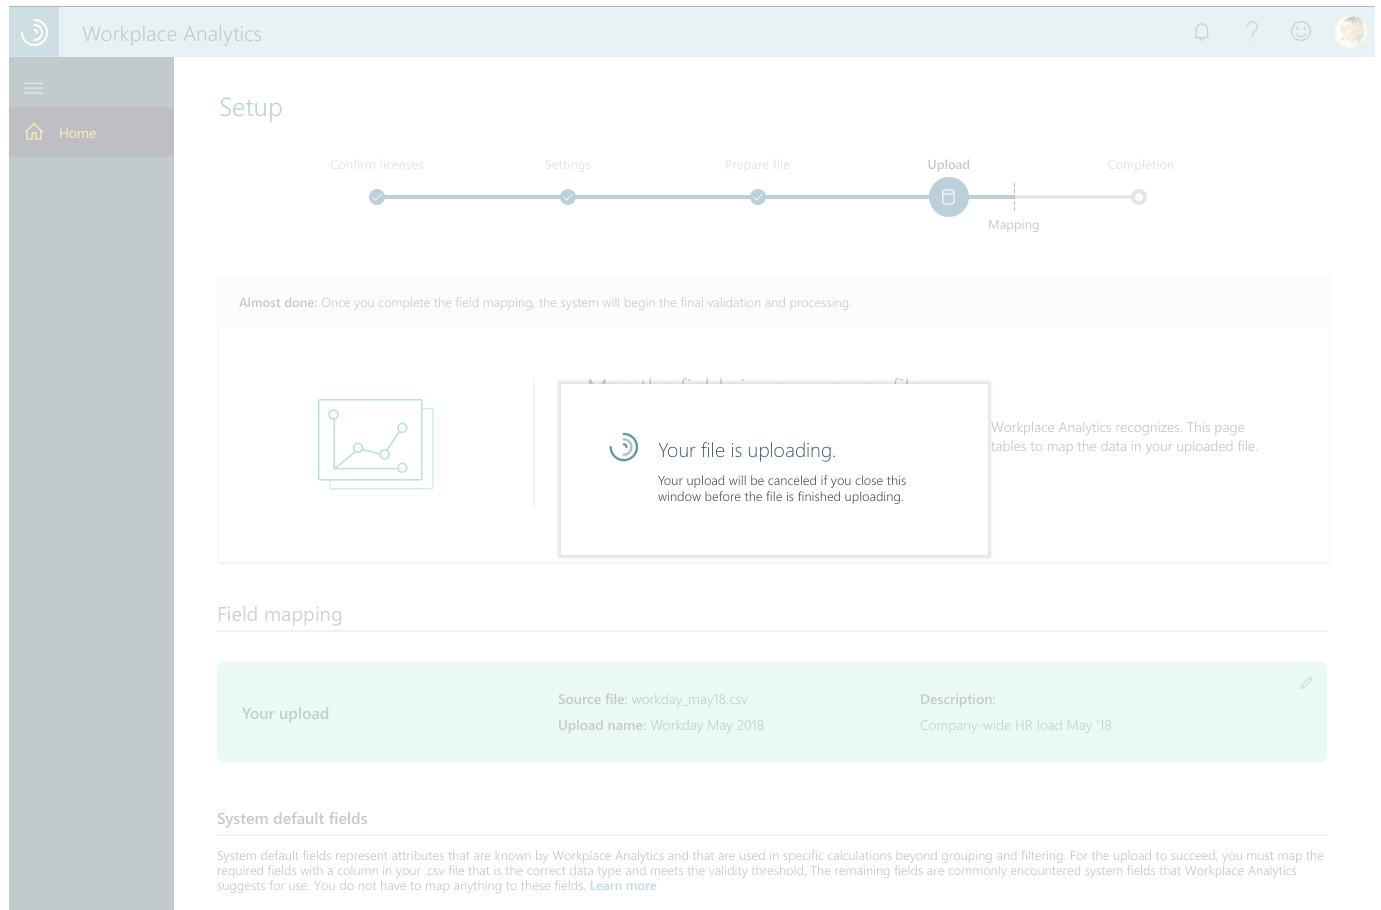 Workplace Analytics
Home
Setup
Confirm licenses
Settings
Prepare file
Upload
Completion
Mapping
Almost done: Once you complete the field mapping, the system will begin the final validation and processing.
Workplace Analytics recognizes. This page
tables to map the data in your uploaded file.
Your file is uploading.
Your upload will be canceled if you close this
window before the file is finished uploading.
Field mapping
Your upload
Source file: workday_may18.csv
Upload name: Workday May 2018
Description:
Company-wide HR load May '18
System default fields
System default fields represent attributes that are known by Workplace Analytics and that are used in specific calculations beyond grouping and filtering. For the upload to succeed, you must map the
required fields with a column in your .csv file that is the correct data type and meets the validity threshold. The remaining fields are commonly encountered system fields that Workplace Analytics
suggests for use. You do not have to map anything to these fields. Learn more